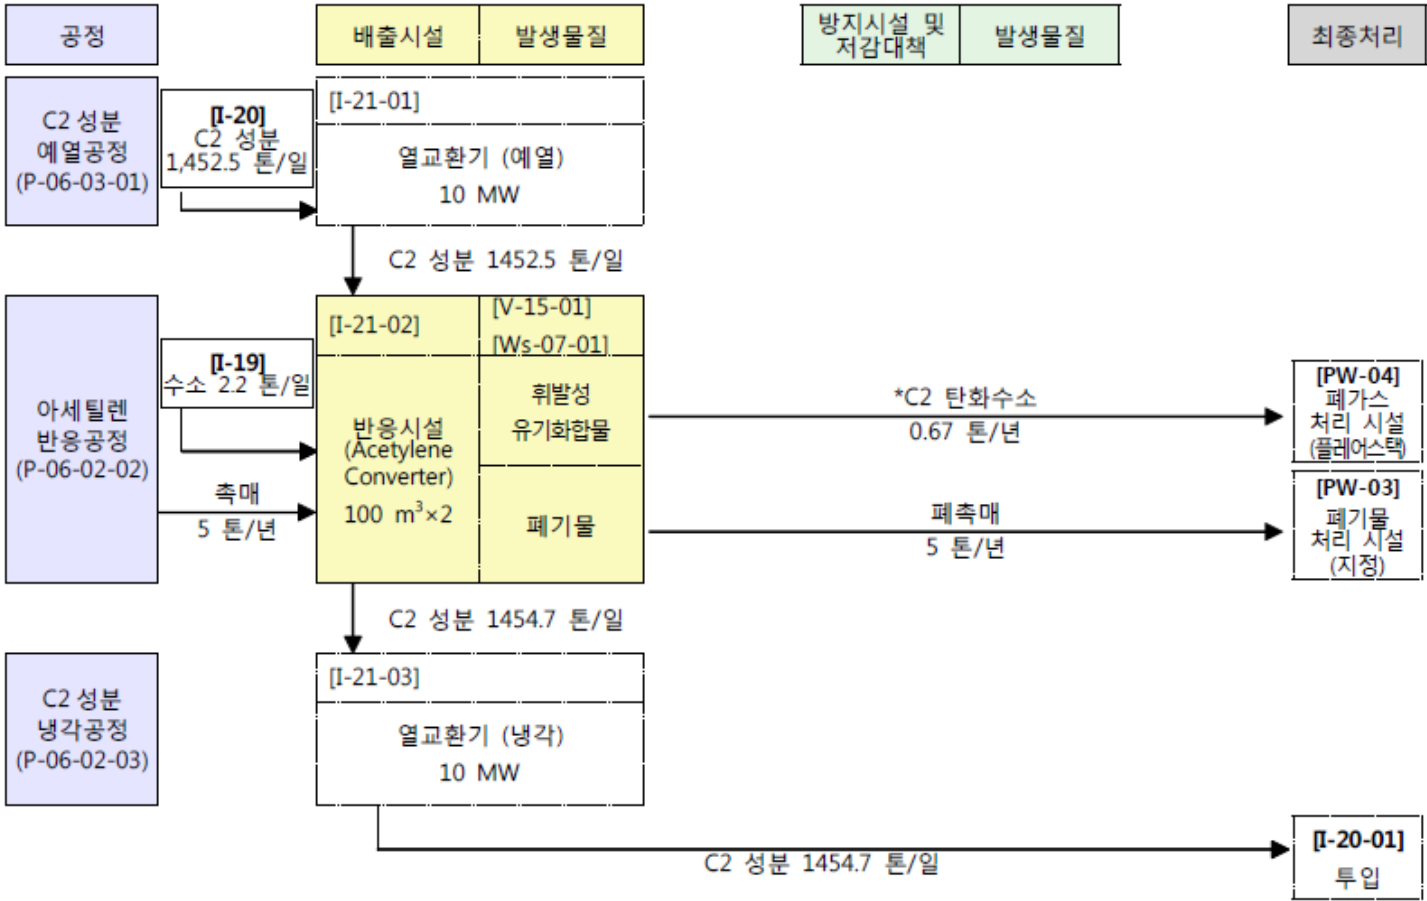 공정
배출시설
발생물질
방지시설 및
저감대책
발생물질
최종처리
C2 성분
예열공정
(P-06-03-01)
[I-20]
C2 성분
1,452.5 톤/일
[I-21-01]
열교환기 (예열)
10 MW
C2 성분 1452.5 톤/일
아세틸렌
반응공정
(P-06-02-02)
[I-19]
수소 2.2 톤/일
촉매
5 톤/년
[I-21-02]
[V-15-01]
[Ws-07-01]
반응시설
(Acetylene
Converter)
100 m³×2
휘발성
유기화합물
폐기물
*C2 탄화수소
0.67 톤/년
[PW-04]
폐가스
처리 시설
(플레어스택)
폐촉매
5 톤/년
[PW-03]
폐기물
처리 시설
(지정)
C2 성분 1454.7 톤/일
C2 성분
냉각공정
(P-06-02-03)
[I-21-03]
열교환기 (냉각)
10 MW
C2 성분 1454.7 톤/일
[I-20-01]
투입